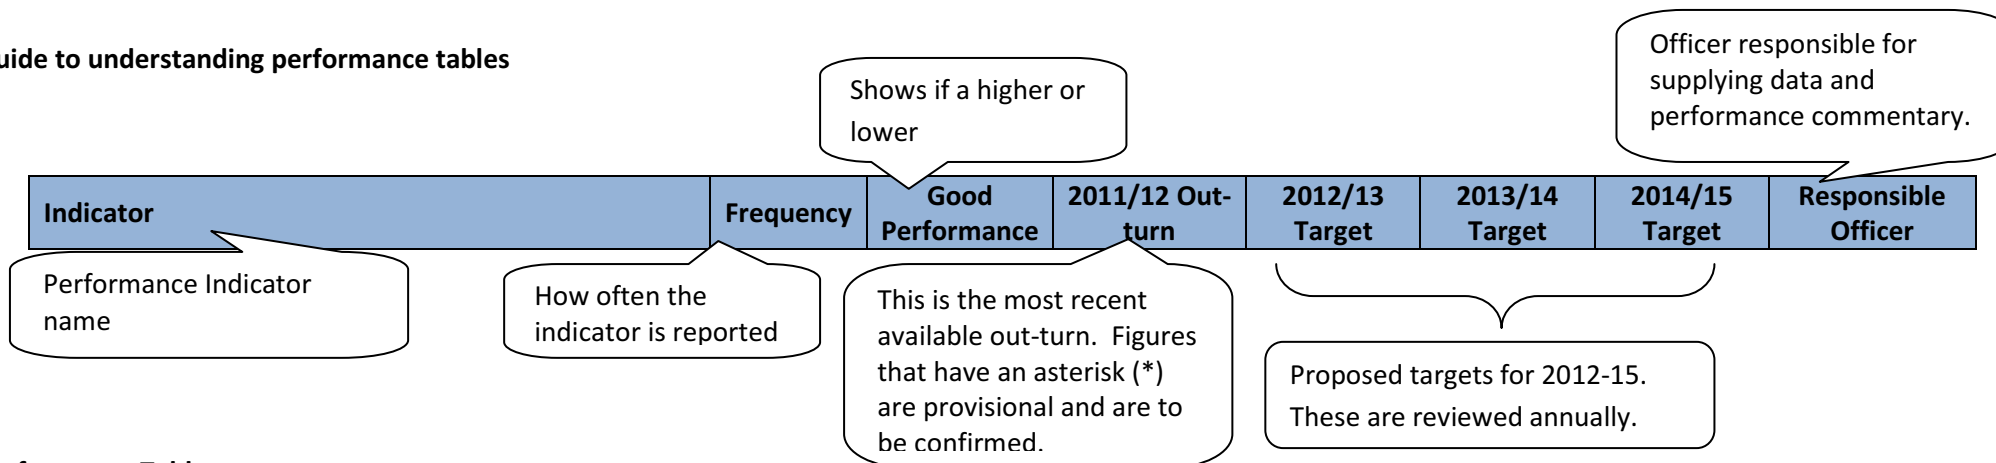 uide to understanding performance tables
Officer responsible for
supplying data and
performance commentary.
Shows if a higher or
lower
Indicator
Frequency
Good
Performance
2011/12 Out-
turn
2012/13
Target
2013/14
Target
2014/15
Target
Responsible
Officer
Performance Indicator
name
How often the
indicator is reported
This is the most recent
available out-turn.  Figures
that have an asterisk (*)
are provisional and are to
be confirmed.
Proposed targets for 2012-15.
These are reviewed annually.